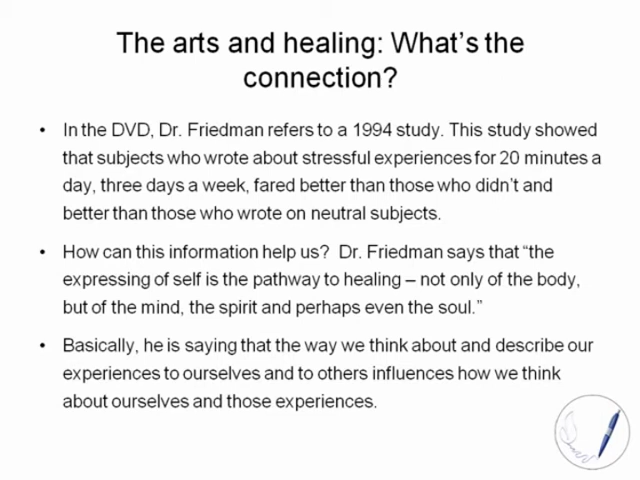 The arts and healing: What's the
connection?
• In the DVD, Dr. Friedman refers to a 1994 study. This study showed
that subjects who wrote about stressful experiences for 20 minutes a
day, three days a week, fared better than those who didn't and
better than those who wrote on neutral subjects.
• How can this information help us?  Dr. Friedman says that “the
expressing of self is the pathway to healing – not only of the body,
but of the mind, the spirit and perhaps even the soul.”
• Basically, he is saying that the way we think about and describe our
experiences to ourselves and to others influences how we think
about ourselves and those experiences.